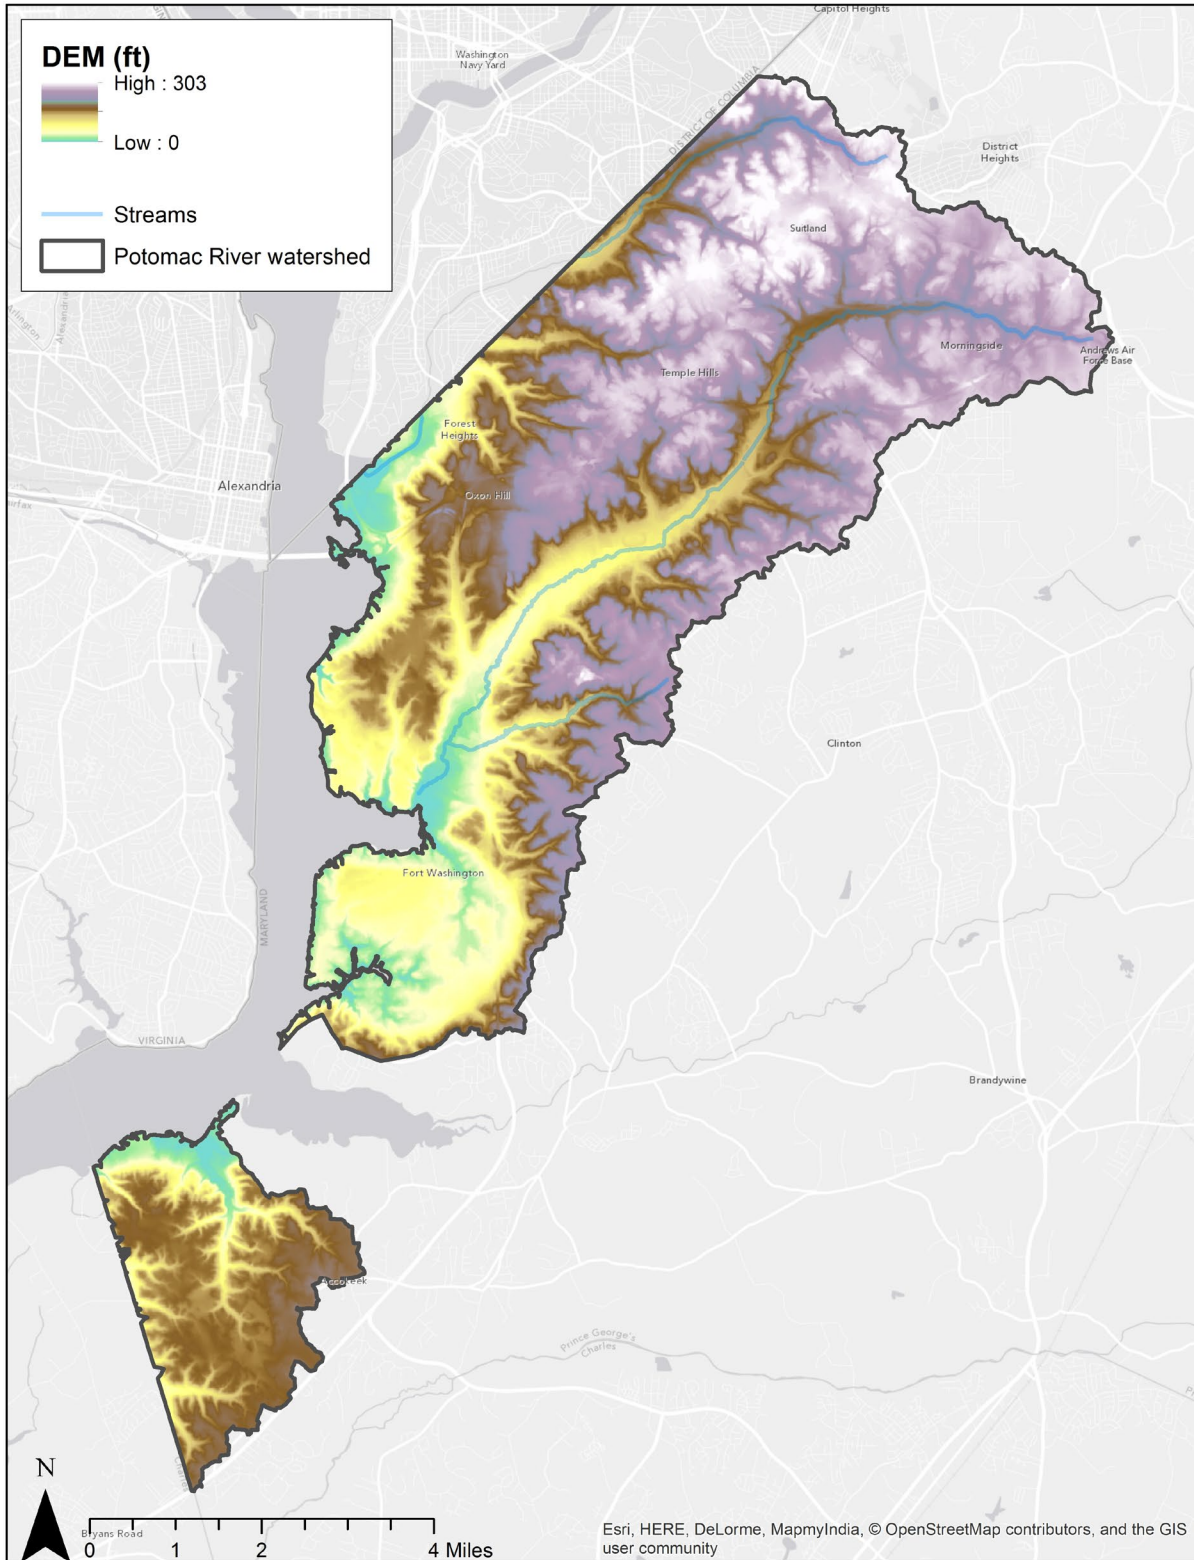 Capitol Heights
DEM (ft)
High : 303
Low : 0
Streams
Potomac River watershed
Washington
Navy Yard
DISTRICT OF COLUMBIA
District
Heights
Suitland
Arlington
Alexandria
Morningside
Andrews Air
Force Base
Temple Hills
Forest
Heights
Alexandria
Oxon Hill
Clinton
Fort Washington
MARYLAND
VIRGINIA
Brandywine
Accokeek
Prince George's
Charles
Charles
N
Bryans Road
0 1 2 4 Miles
Esri, HERE, DeLorme, MapmyIndia, © OpenStreetMap contributors, and the GIS
user community